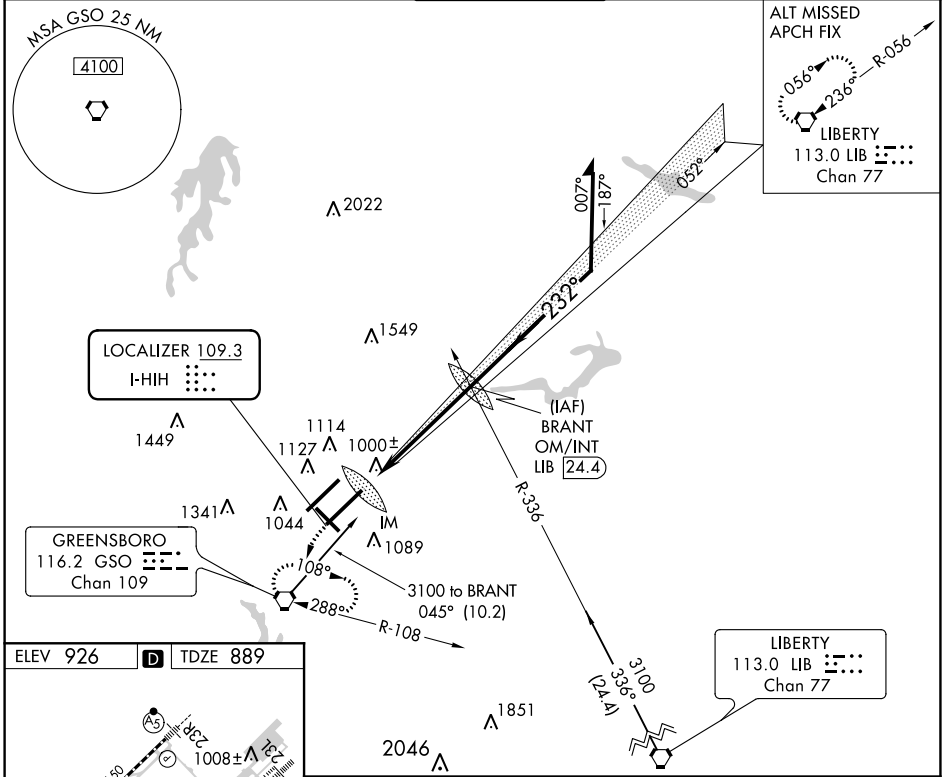 MSA GSO 25 NM
4100
ALT MISSED
APCH FIX
R-056
056°
236°
LIBERTY
113.0 LIB
Chan 77
2022
007°
187°
052°
232°
1549
LOCALIZER 109.3
I-HIH
(IAF)
BRANT
OM/INT
LIB 24.4
1449
1114
1127
1000±
1341
1044
IM
1089
R-336
GREENSBORO
116.2 GSO
Chan 109
108°
288°
R-108
3100 to BRANT
045° (10.2)
3100
336°
(24.4)
LIBERTY
113.0 LIB
Chan 77
1851
2046
ELEV 926
D
TDZE 889
A5
23R
P
1008±
23L
50